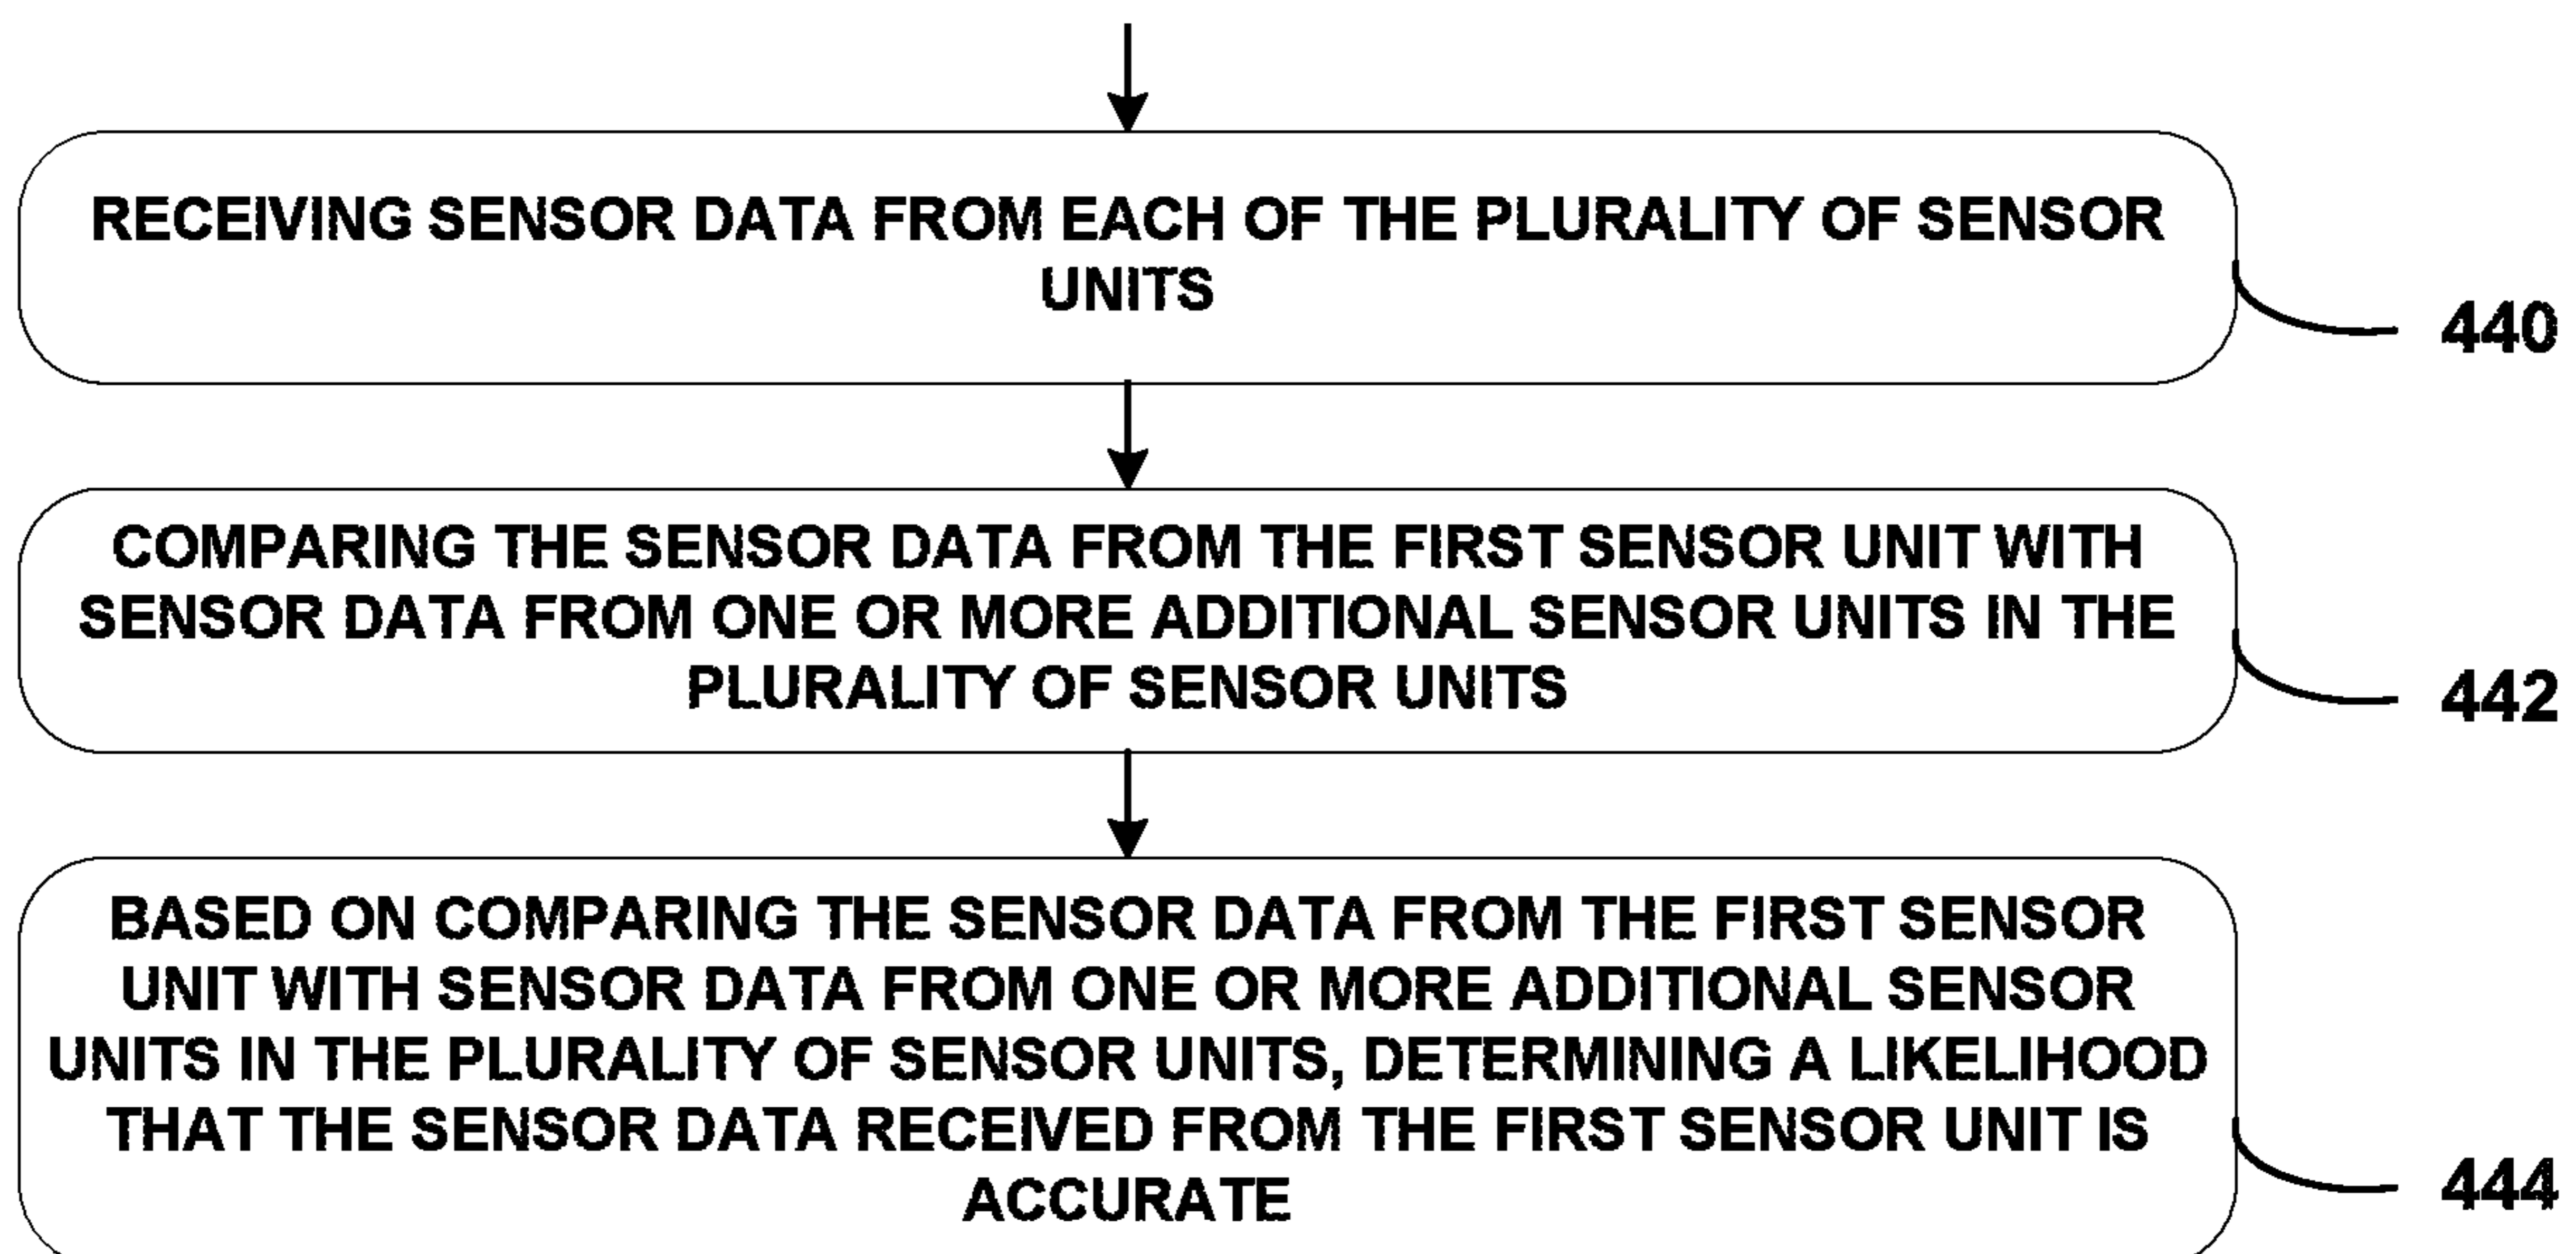 RECEIVING SENSOR DATA FROM EACH OF THE PLURALITY OF SENSOR
UNITS
440
COMPARING THE SENSOR DATA FROM THE FIRST SENSOR UNIT WITH
SENSOR DATA FROM ONE OR MORE ADDITIONAL SENSOR UNITS IN THE
PLURALITY OF SENSOR UNITS
442
BASED ON COMPARING THE SENSOR DATA FROM THE FIRST SENSOR
UNIT WITH SENSOR DATA FROM ONE OR MORE ADDITIONAL SENSOR
UNITS IN THE PLURALITY OF SENSOR UNITS, DETERMINING A LIKELIHOOD
THAT THE SENSOR DATA RECEIVED FROM THE FIRST SENSOR UNIT IS
ACCURATE
444